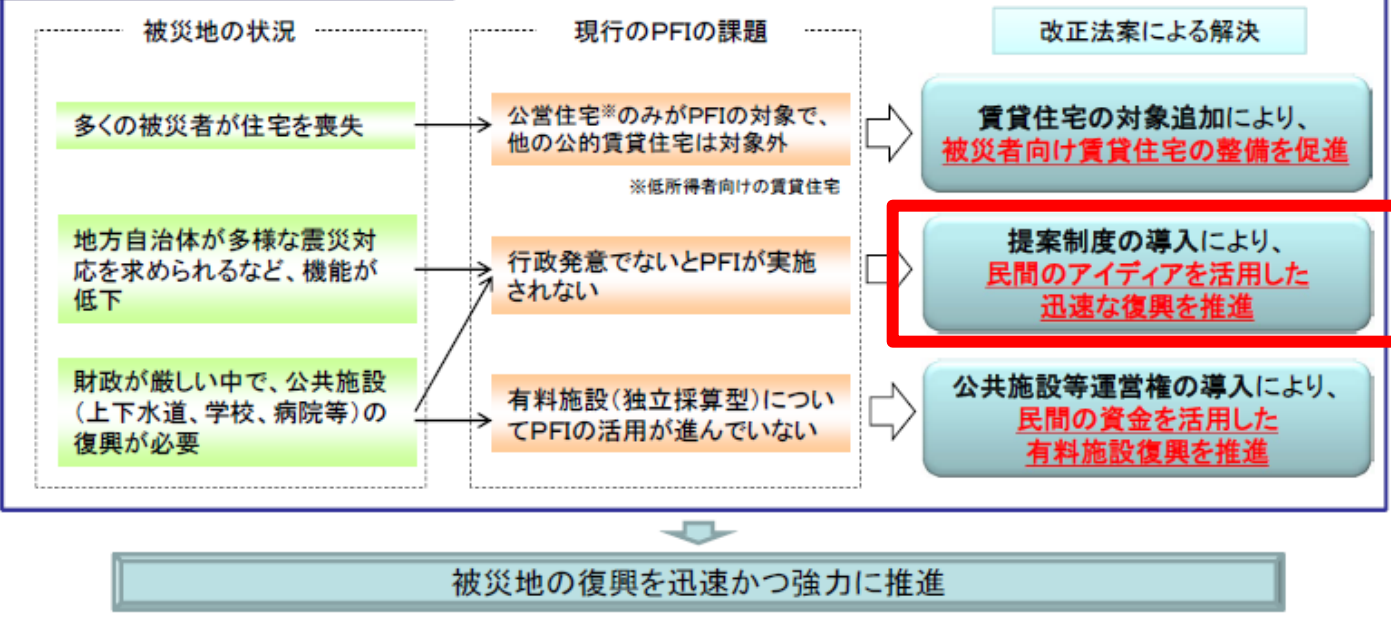 被災地の状況
現行のPFIの課題
改正法案による解決
多くの被災者が住宅を喪失
公営住宅※のみがPFIの対象で、
他の公的賃貸住宅は対象外
※低所得者向けの賃貸住宅
賃貸住宅の対象追加により、
被災者向け賃貸住宅の整備を促進
地方自治体が多様な震災対
応を求められるなど、機能が
低下
行政発意でないとPFIが実施
されない
提案制度の導入により、
民間のアイディアを活用した
迅速な復興を推進
財政が厳しい中で、公共施設
(上下水道、学校、病院等)の
復興が必要
有料施設(独立採算型)につい
てPFIの活用が進んでいない
公共施設等運営権の導入により、
民間の資金を活用した
有料施設復興を推進
被災地の復興を迅速かつ強力に推進